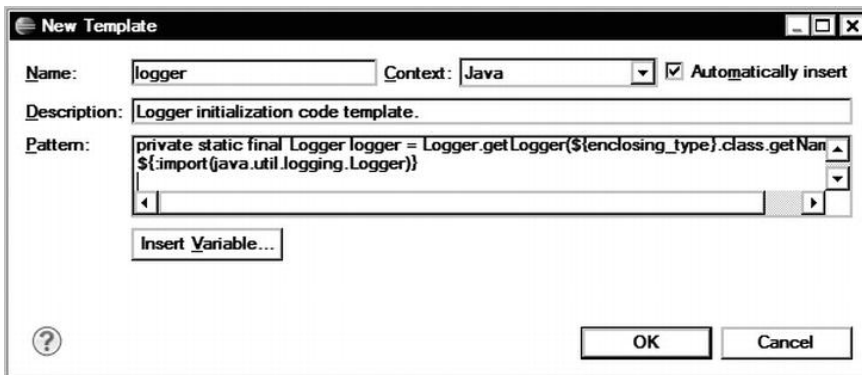 New Template
Name: logger Context: Java Automatically insert
Description: Logger initialization code template.
Pattern: private static final Logger logger = Logger.getLogger(${enclosing_type}.class.getNam
${:import(java.util.logging.Logger)}
Insert Variable...
?
OK Cancel